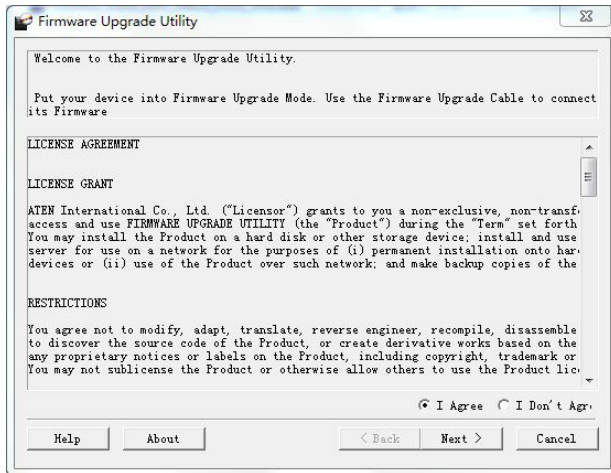 Firmware Upgrade Utility
Welcome to the Firmware Upgrade Utility.
Put your device into Firmware Upgrade Mode. Use the Firmware Upgrade Cable to connect
its Firmware
LICENSE AGREEMENT
LICENSE GRANT
ATEN International Co., Ltd. ("Licensor") grants to you a non-exclusive, non-transf
access and use FIRMWARE UPGRADE UTILITY (the "Product") during the "Term" set forth
You may install the Product on a hard disk or other storage device; install and use
server for use on a network for the purposes of (i) permanent installation onto har
devices or (ii) use of the Product over such network; and make backup copies of the
RESTRICTIONS
You agree not to modify, adapt, translate, reverse engineer, recompile, disassemble
to discover the source code of the Product, or create derivative works based on the
any proprietary notices or labels on the Product, including copyright, trademark or
You may not sublicense the Product or otherwise allow others to use the Product lic
I Agree I Don't Agr
Help About < Back Next > Cancel